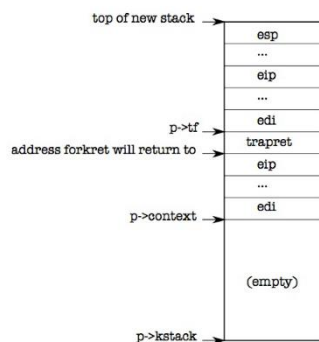 top of new stack
esp
...
eip
...
edi
p->tf
trapret
address forkret will return to
eip
...
edi
p->context
(empty)
p->kstack